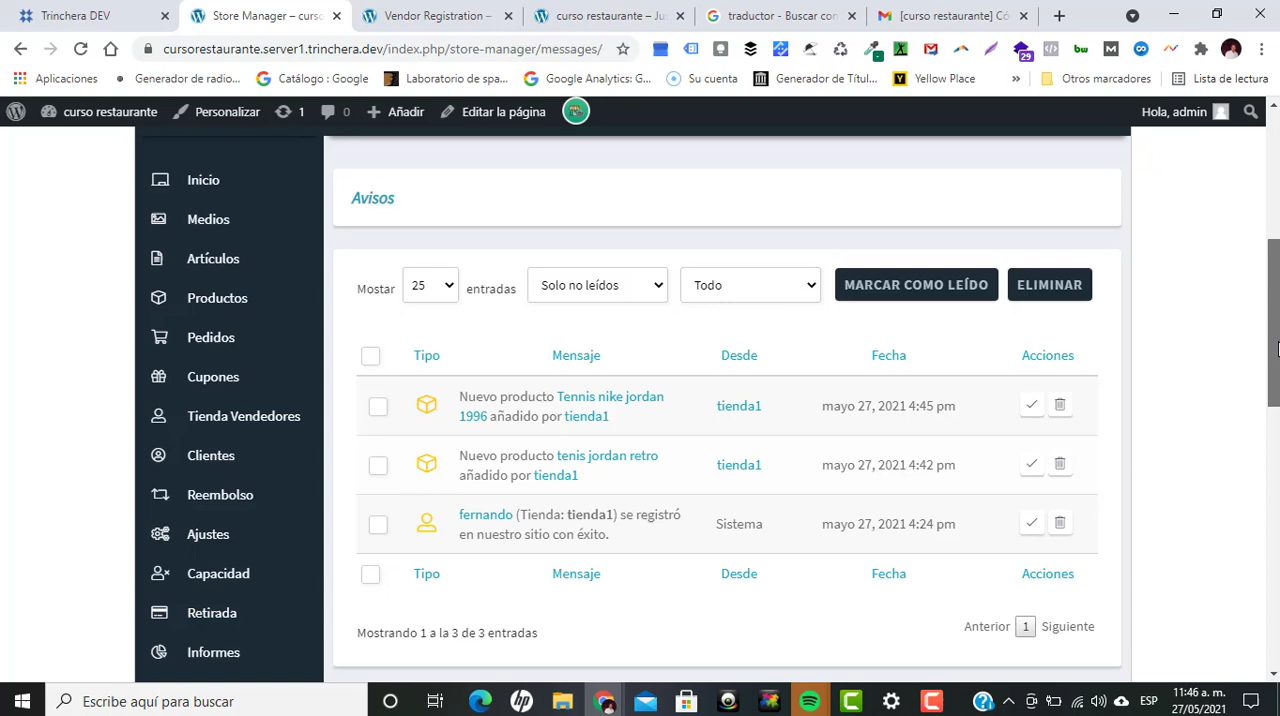 Trinchera DEV
Store Manager – curso
Vendor Registration –
curso restaurante – Ju
traductor - Buscar con
[curso restaurante] Có
cursorestaurante.server1.trinchera.dev/index.php/store-manager/messages/
29
Aplicaciones
Generador de radio...
Catálogo : Google
Laboratorio de spa...
Google Analytics: G...
Su cuenta
Generador de Títul...
Yellow Place
»
Otros marcadores
Lista de lectura
curso restaurante
Personalizar
1
0
Añadir
Editar la página
Hola, admin
Inicio
Medios
Artículos
Productos
Pedidos
Cupones
Tienda Vendedores
Clientes
Reembolso
Ajustes
Capacidad
Retirada
Informes
Avisos
Mostar 25 entradas
Solo no leídos
Todo
MARCAR COMO LEÍDO
ELIMINAR
Tipo Mensaje Desde Fecha Acciones
Nuevo producto Tennis nike jordan
1996 añadido por tienda1
tienda1
mayo 27, 2021 4:45 pm
Nuevo producto tenis jordan retro
añadido por tienda1
tienda1
mayo 27, 2021 4:42 pm
fernando (Tienda: tienda1) se registró
en nuestro sitio con éxito.
Sistema
mayo 27, 2021 4:24 pm
Tipo Mensaje Desde Fecha Acciones
Mostrando 1 a la 3 de 3 entradas
Anterior 1 Siguiente
Escribe aquí para buscar
ESP
11:46 a. m.
27/05/2021